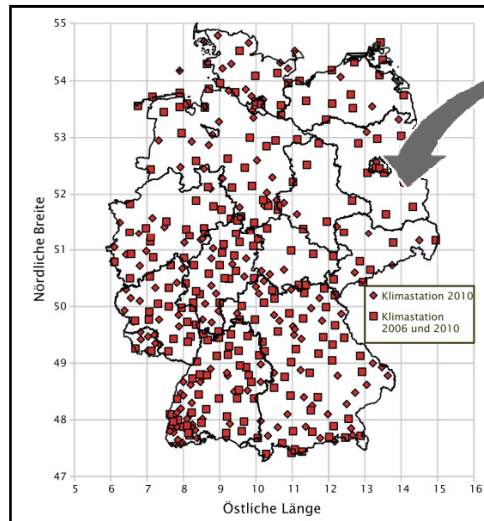 55
54
53
52
51
50
49
48
47
Nördliche Breite
Klimastation 2010
Klimastation
2006 und 2010
5 6 7 8 9 10 11 12 13 14 15 16
Östliche Länge